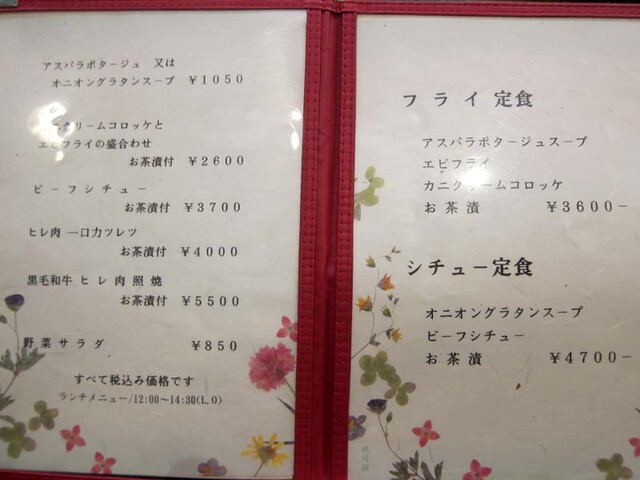 アスパラポタージュ 又は
オニオングラタンスープ ¥1050
クリームコロッケと
エビフライの盛合わせ
お茶漬付 ¥2600
ビーフシチュー
お茶漬付 ¥3700
ヒレ肉 一口カツレツ
お茶漬付 ¥4000
黒毛和牛 ヒレ肉照焼
お茶漬付 ¥5500
野菜サラダ ¥850
すべて税込み価格です
ランチメニュー/12:00〜14:30(L,O)
フライ定食
アスパラポタージュスープ
エビフライ
カニクリームコロッケ
お茶漬 ¥3600-
シチュー定食
オニオングラタンスープ
ビーフシチュー
お茶漬 ¥4700-